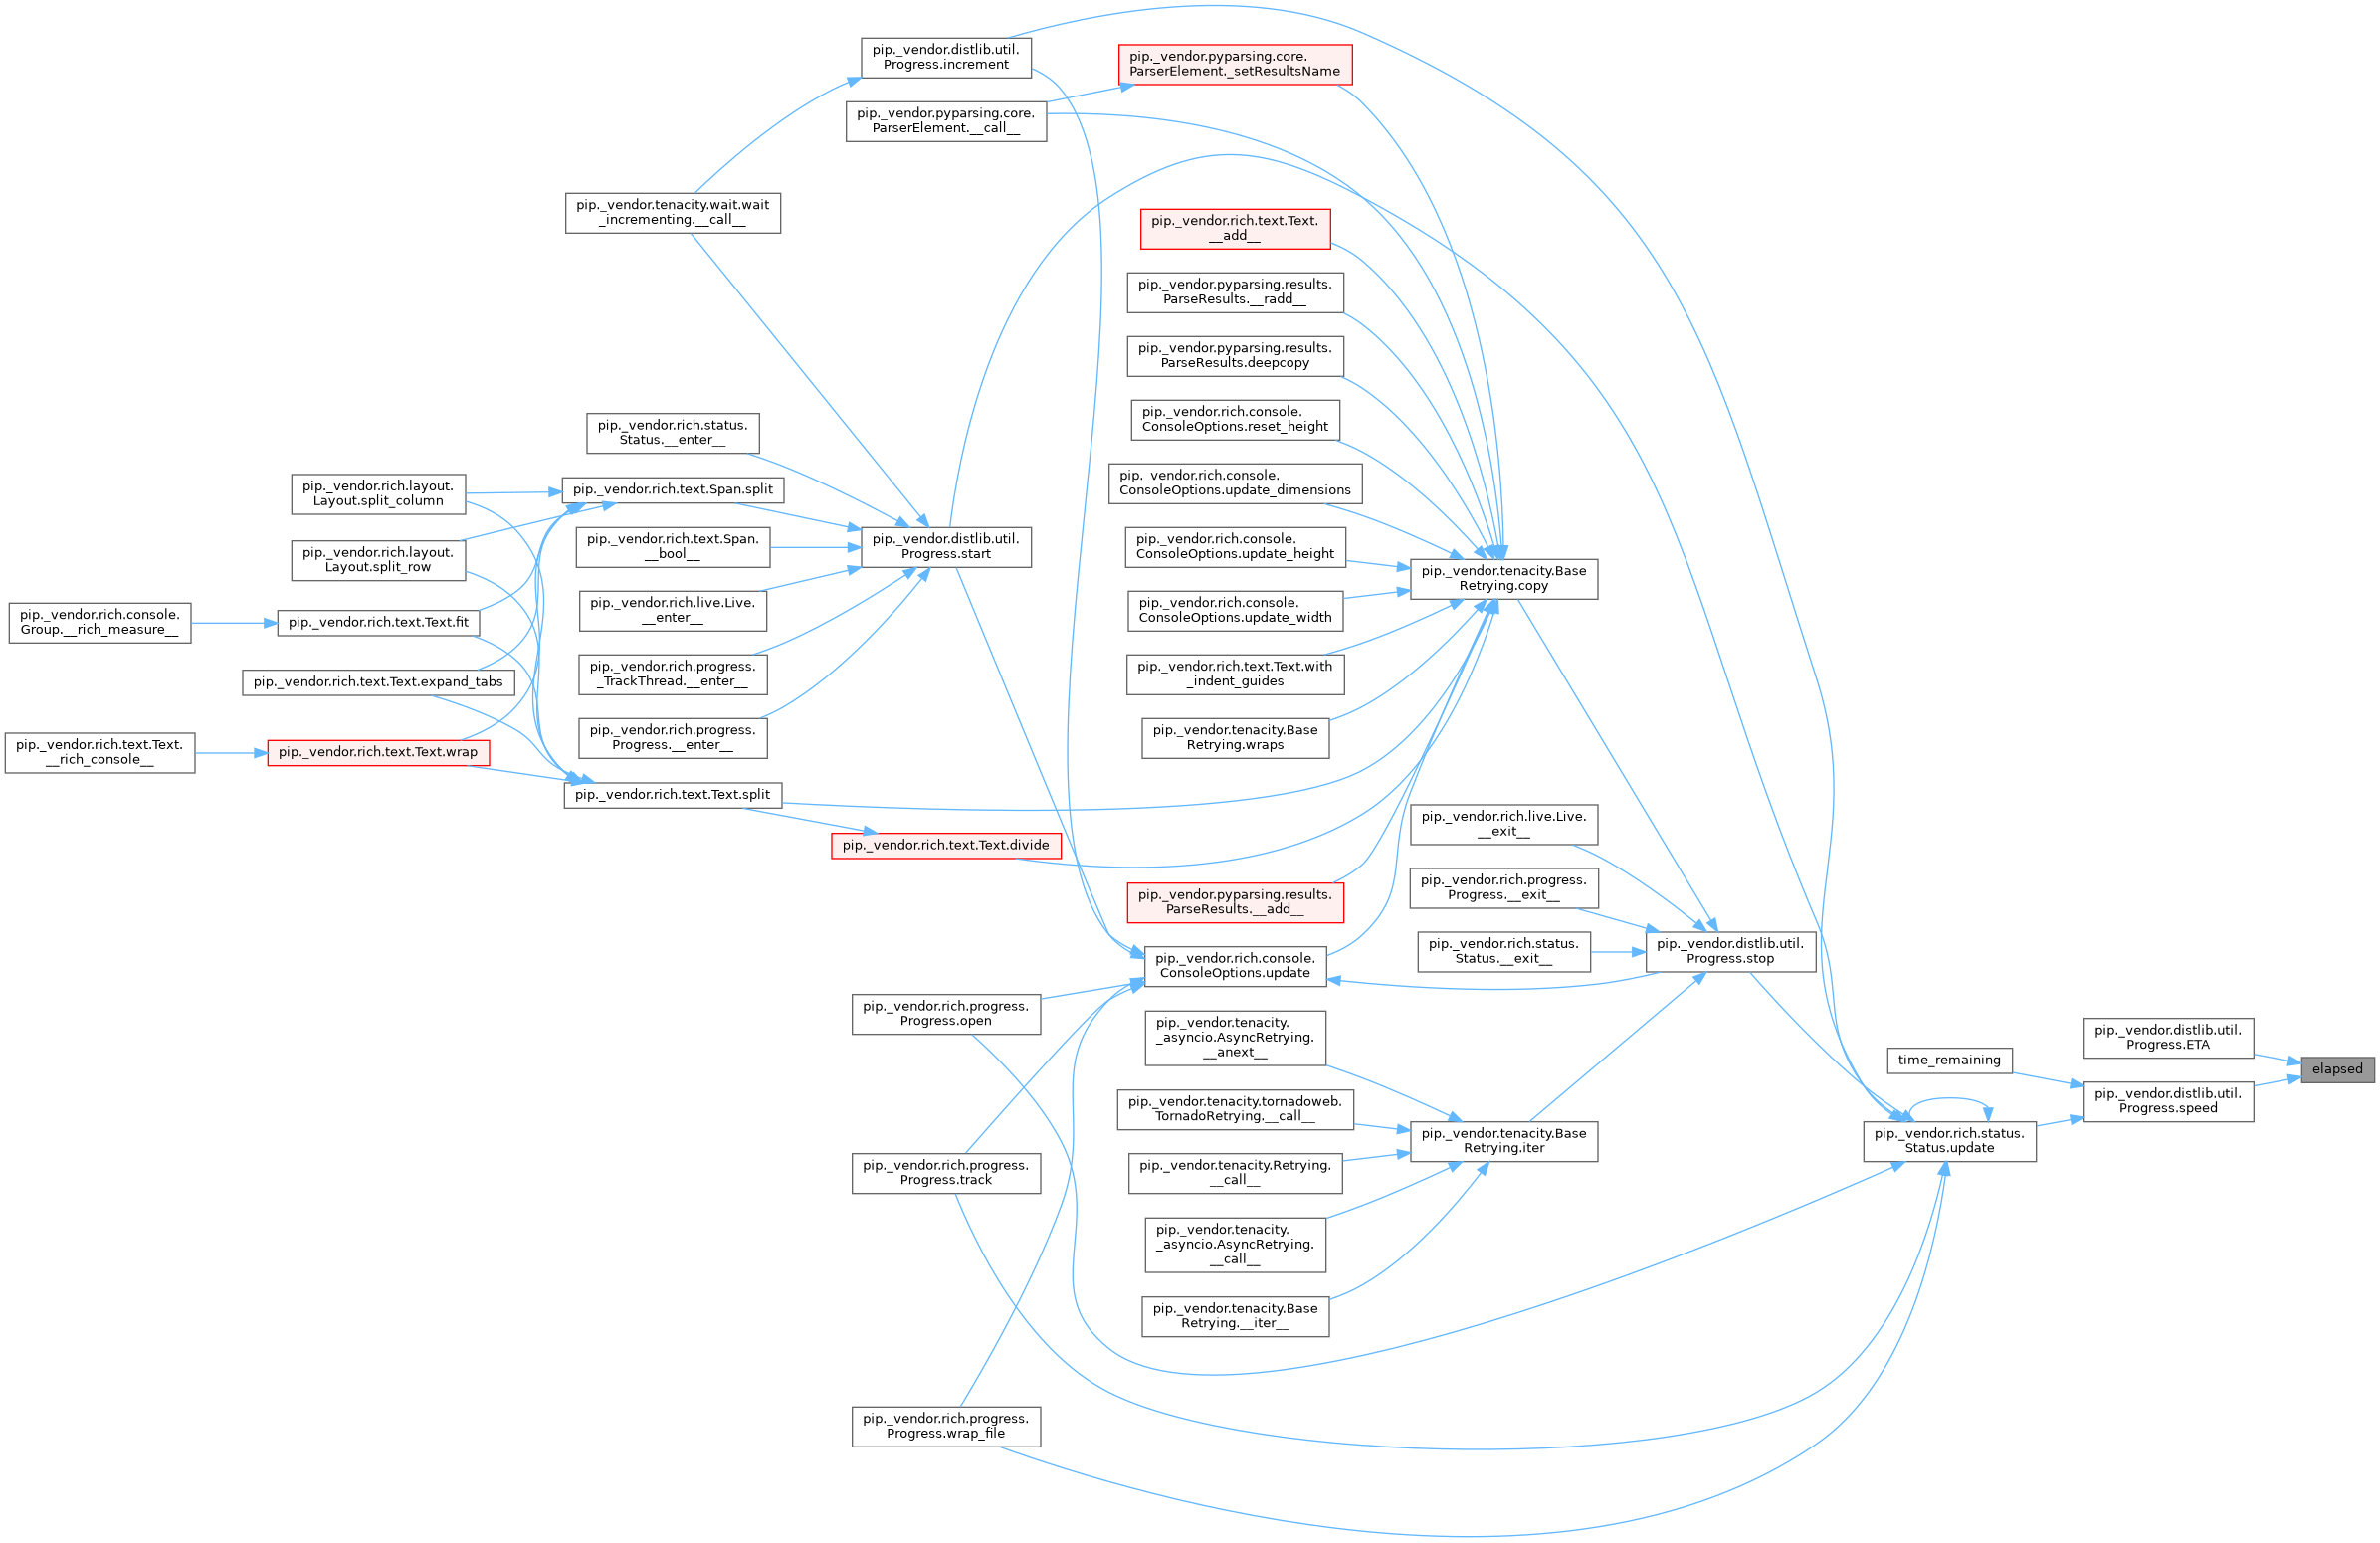 pip._vendor.distlib.util.
Progress.increment
pip._vendor.pyparsing.core.
ParserElement._setResultsName
pip._vendor.pyparsing.core.
ParserElement.__call__
pip._vendor.tenacity.wait.wait
_incrementing.__call__
pip._vendor.rich.text.Text.
__add__
pip._vendor.pyparsing.results.
ParseResults.__radd__
pip._vendor.pyparsing.results.
ParseResults.deepcopy
pip._vendor.rich.console.
ConsoleOptions.reset_height
pip._vendor.rich.status.
Status.__enter__
pip._vendor.rich.layout.
Layout.split_column
pip._vendor.rich.text.Span.split
pip._vendor.rich.console.
ConsoleOptions.update_dimensions
pip._vendor.rich.layout.
Layout.split_row
pip._vendor.rich.text.Span.
__bool__
pip._vendor.distlib.util.
Progress.start
pip._vendor.rich.console.
ConsoleOptions.update_height
pip._vendor.tenacity.Base
Retrying.copy
pip._vendor.rich.console.
Group.__rich_measure__
pip._vendor.rich.text.Text.fit
pip._vendor.rich.live.Live.
__enter__
pip._vendor.rich.console.
ConsoleOptions.update_width
pip._vendor.rich.text.Text.expand_tabs
pip._vendor.rich.progress.
_TrackThread.__enter__
pip._vendor.rich.text.Text.with
_indent_guides
pip._vendor.rich.text.Text.
__rich_console__
pip._vendor.rich.text.Text.wrap
pip._vendor.rich.progress.
Progress.__enter__
pip._vendor.tenacity.Base
Retrying.wraps
pip._vendor.rich.text.Text.split
pip._vendor.rich.text.Text.divide
pip._vendor.rich.live.Live.
__exit__
pip._vendor.pyparsing.results.
ParseResults.__add__
pip._vendor.rich.progress.
Progress.__exit__
pip._vendor.rich.console.
ConsoleOptions.update
pip._vendor.rich.status.
Status.__exit__
pip._vendor.distlib.util.
Progress.stop
pip._vendor.rich.progress.
Progress.open
pip._vendor.tenacity.
_asyncio.AsyncRetrying.
__anext__
pip._vendor.distlib.util.
Progress.ETA
time_remaining
elapsed
pip._vendor.tenacity.tornadoweb.
TornadoRetrying.__call__
pip._vendor.distlib.util.
Progress.speed
pip._vendor.tenacity.Base
Retrying.iter
pip._vendor.rich.status.
Status.update
pip._vendor.rich.progress.
Progress.track
pip._vendor.tenacity.Retrying.
__call__
pip._vendor.tenacity.
_asyncio.AsyncRetrying.
__call__
pip._vendor.tenacity.Base
Retrying.__iter__
pip._vendor.rich.progress.
Progress.wrap_file